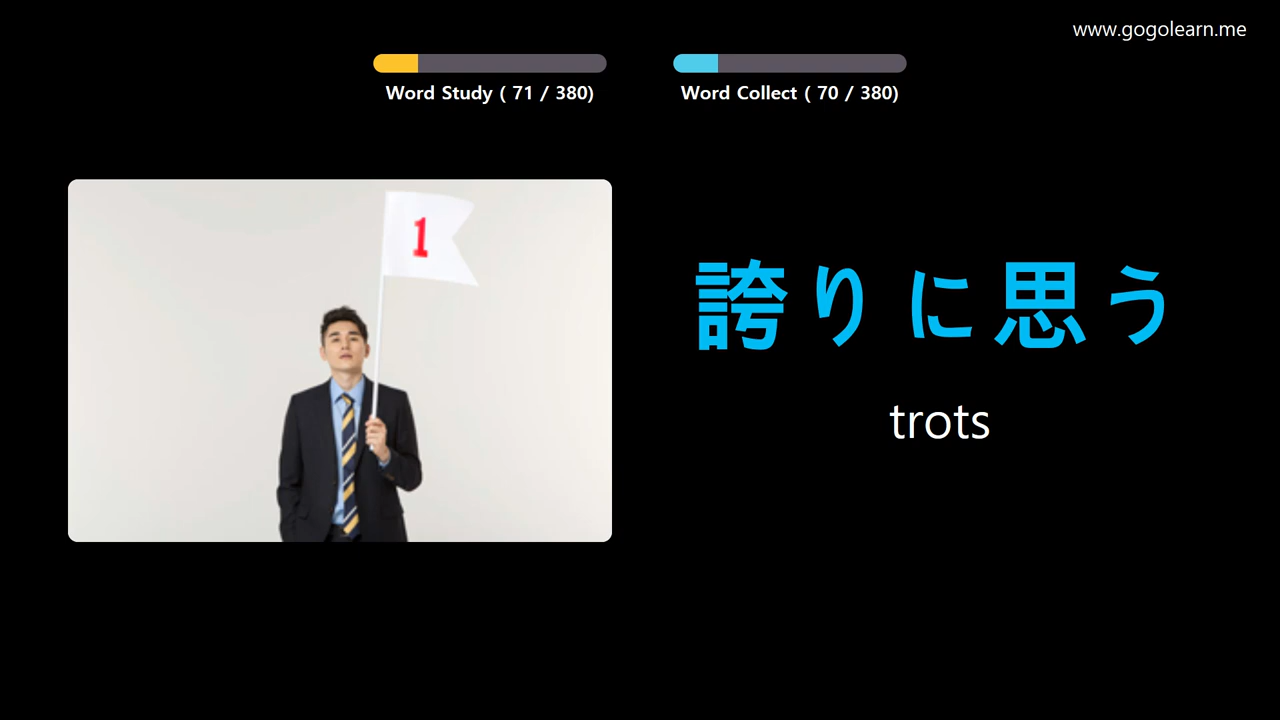 www.gogolearn.me
Word Study ( 71 / 380)
Word Collect ( 70 / 380)
1
誇りに思う
trots